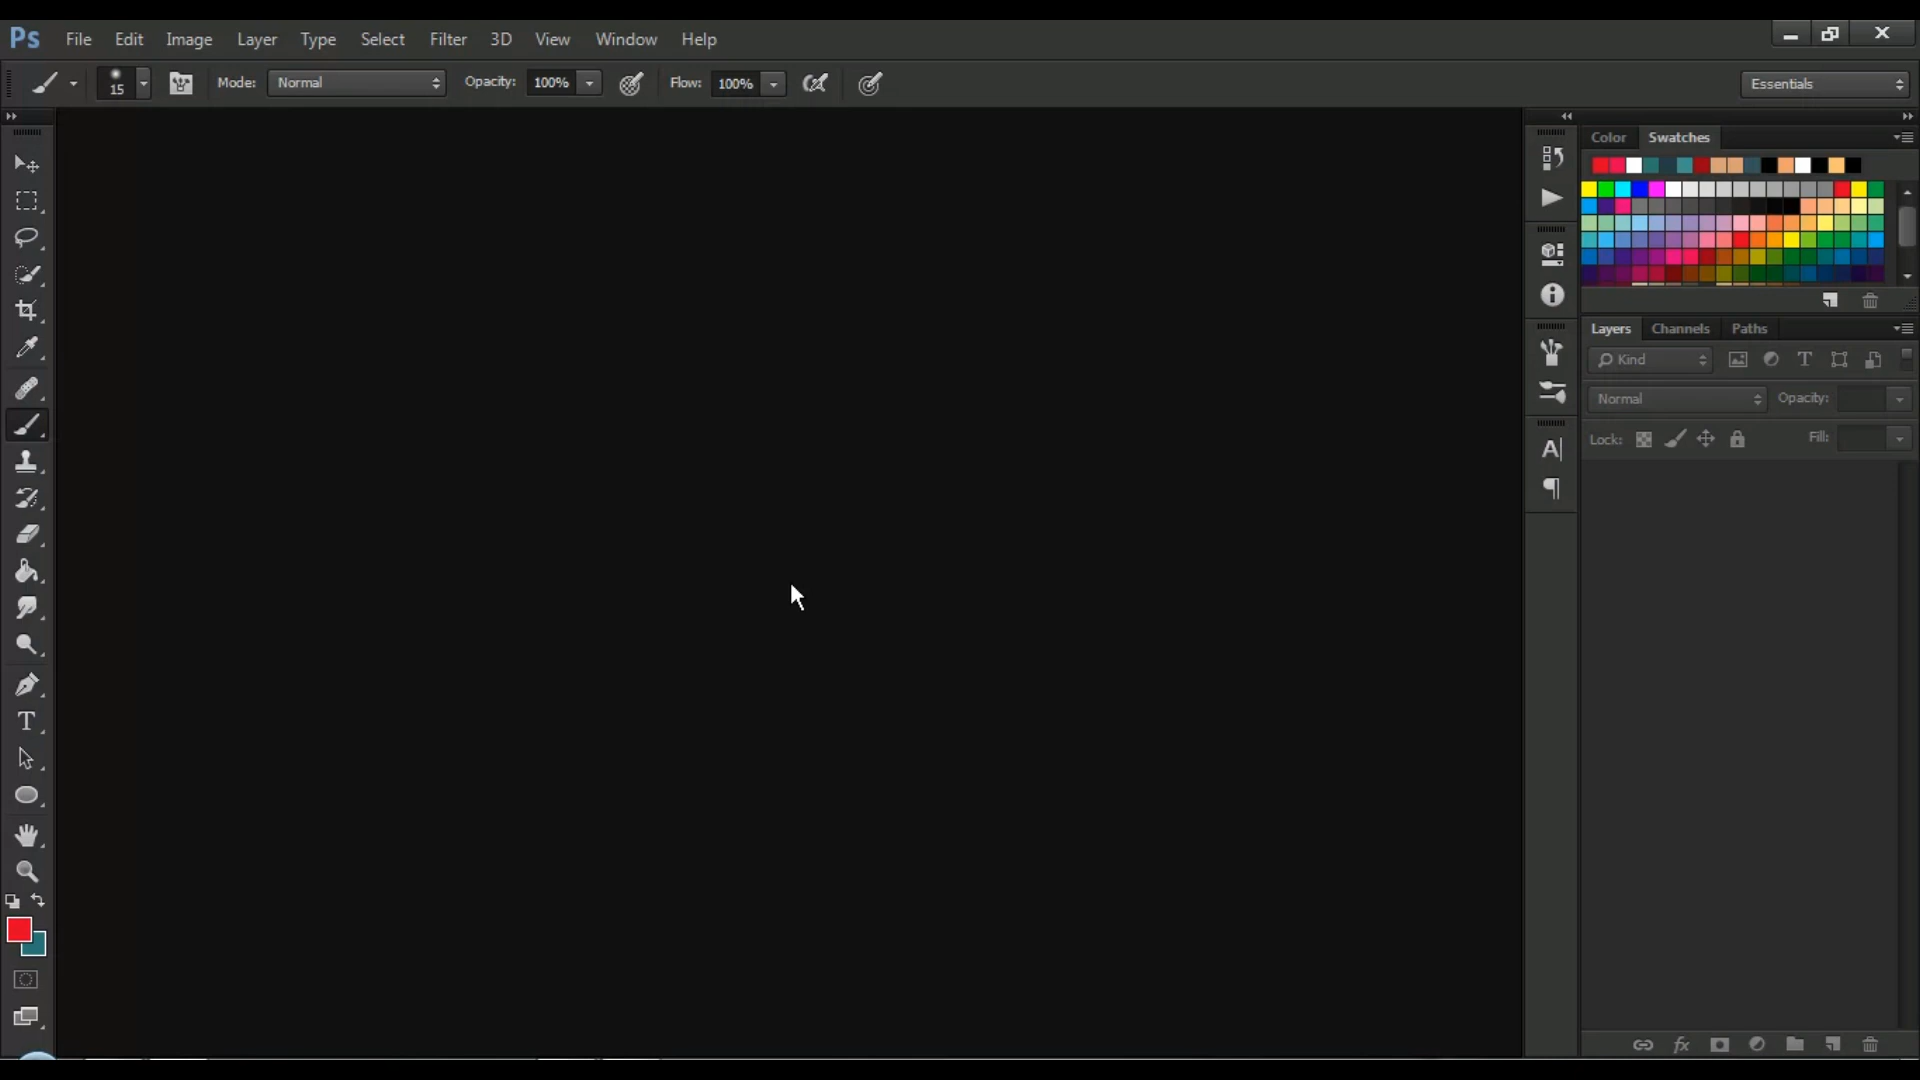 Ps File Edit Image Layer Type Select Filter 3D View Window Help
15 Mode: Normal Opacity: 100% Flow: 100% Essentials
Color Swatches
Layers Channels Paths
Kind T
Normal Opacity:
Lock: Fill:
A
¶
T
fx